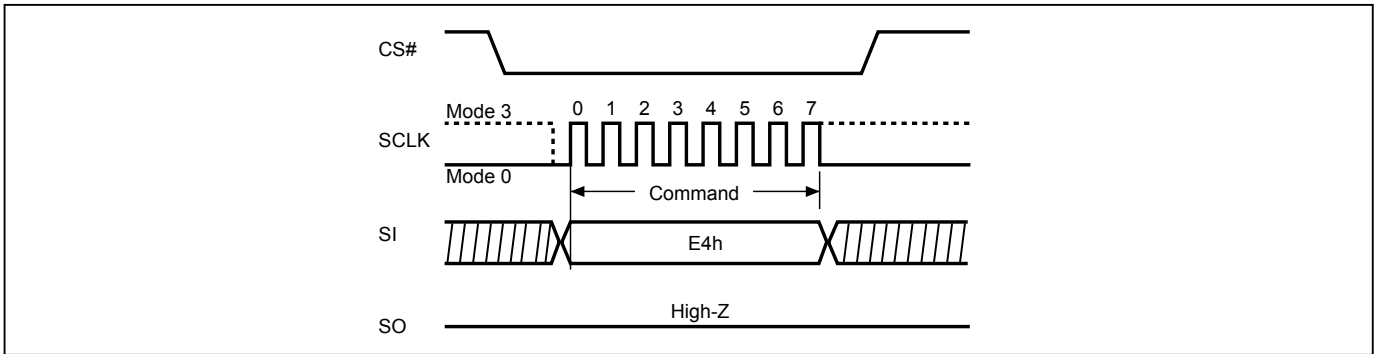 CS#
Mode 3
0 1 2 3 4 5 6 7
SCLK
Mode 0
Command
SI
E4h
High-Z
SO